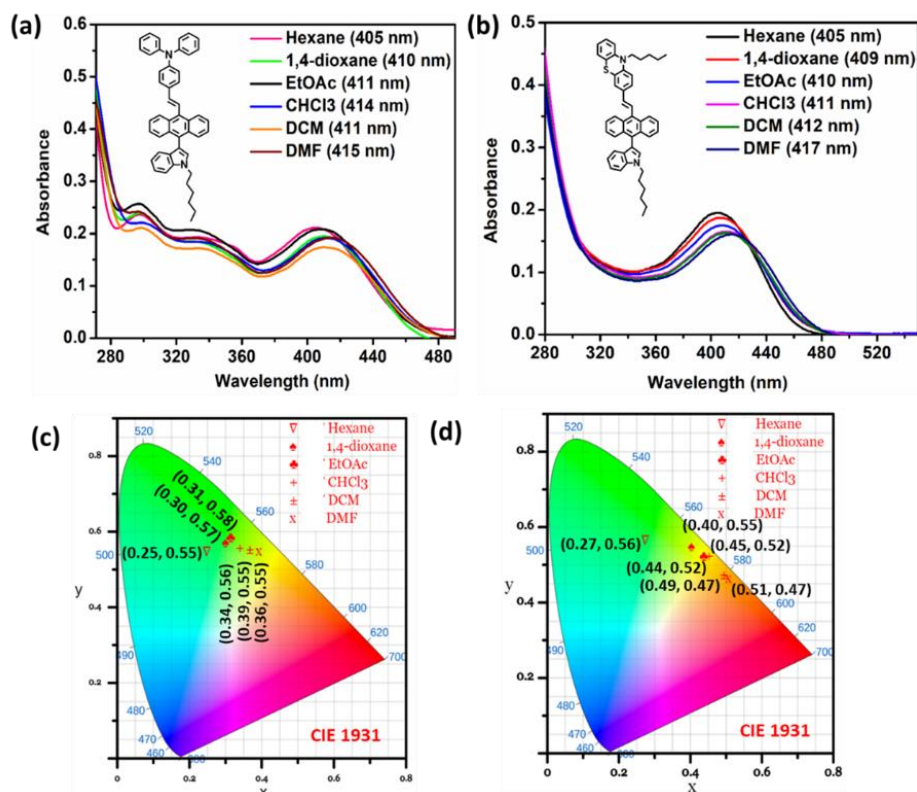 (a)
Hexane (405 nm)
1,4-dioxane (410 nm)
EtOAc (411 nm)
CHCl3 (414 nm)
DCM (411 nm)
DMF (415 nm)
N
N
0.6
0.5
0.4
0.3
0.2
0.1
0.0
Absorbance
280 320 360 400 440 480
Wavelength (nm)
(b)
Hexane (405 nm)
1,4-dioxane (409 nm)
EtOAc (410 nm)
CHCl3 (411 nm)
DCM (412 nm)
DMF (417 nm)
N
S
N
0.5
0.4
0.3
0.2
0.1
0.0
Absorbance
280 320 360 400 440 480 520
Wavelength (nm)
(c)
▽ Hexane
♠ 1,4-dioxane
♣ EtOAc
+ CHCl3
± DCM
x DMF
520
540
560
580
600
620
700
500
490
480
470
460
(0.31, 0.58)
(0.30, 0.57)
(0.25, 0.55)
(0.34, 0.56)
(0.39, 0.55)
(0.36, 0.55)
CIE 1931
0.8
0.6
0.4
0.2
y
0 0.2 0.4 0.6 0.8
x
(d)
▽ Hexane
♠ 1,4-dioxane
♣ EtOAc
+ CHCl3
± DCM
x DMF
520
540
560
580
600
620
700
500
490
480
470
460
(0.40, 0.55)
(0.27, 0.56)
(0.45, 0.52)
(0.44, 0.52)
(0.49, 0.47)
(0.51, 0.47)
CIE 1931
0.8
0.6
0.4
0.2
y
0 0.2 0.4 0.6 0.8
x